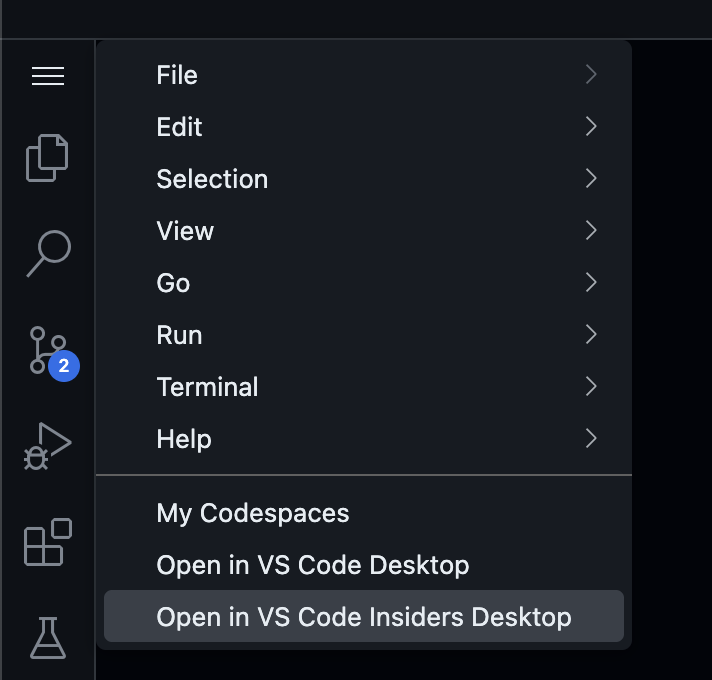 File
Edit
Selection
View
Go
Run
2
Terminal
Help
My Codespaces
Open in VS Code Desktop
Open in VS Code Insiders Desktop